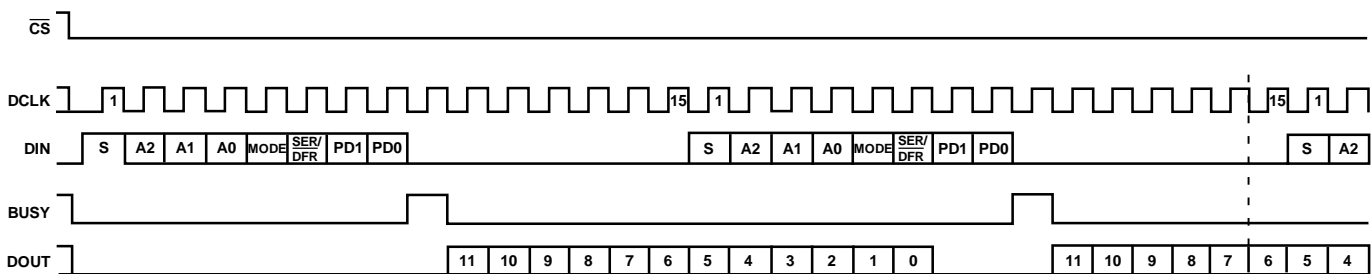 CS
DCLK 1 15 1 15 1
DIN S A2 A1 A0 MODE SER/DFR PD1 PD0 S A2 A1 A0 MODE SER/DFR PD1 PD0 S A2
BUSY
DOUT 11 10 9 8 7 6 5 4 3 2 1 0 11 10 9 8 7 6 5 4